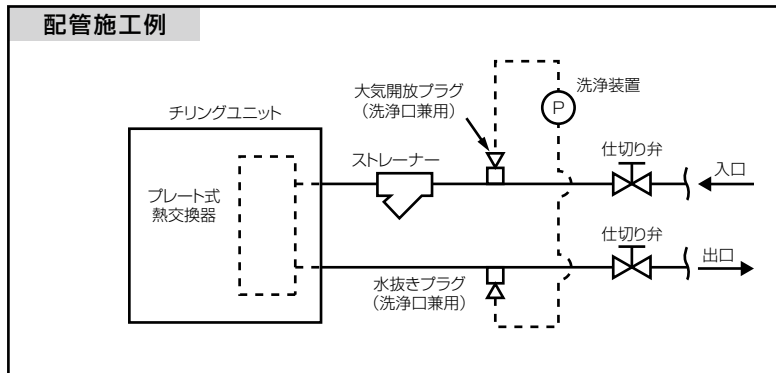 配管施工例
チリングユニット
プレート式
熱交換器
ストレーナー
大気開放プラグ
（洗浄口兼用）
洗浄装置
P
仕切り弁
入口
仕切り弁
出口
水抜きプラグ
（洗浄口兼用）